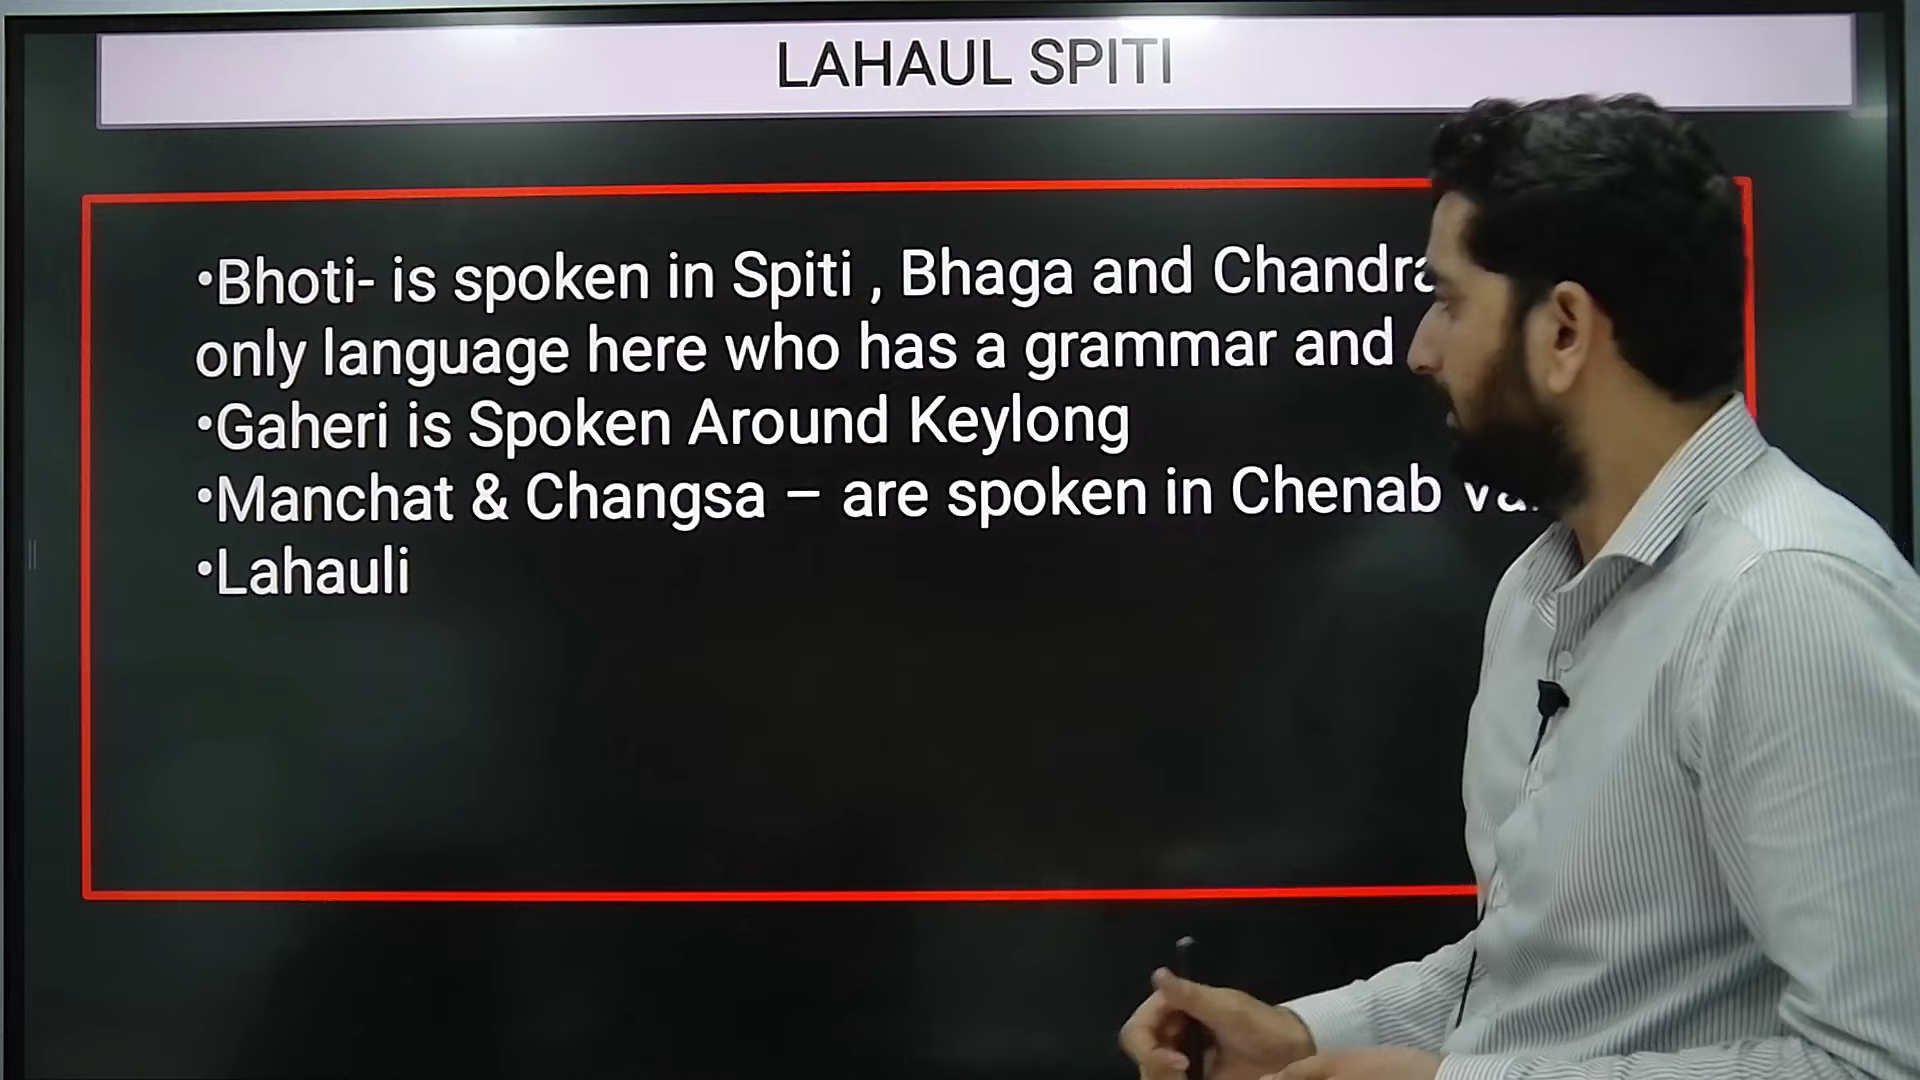 LAHAUL SPITI
•Bhoti- is spoken in Spiti , Bhaga and Chandra
only language here who has a grammar and
•Gaheri is Spoken Around Keylong
•Manchat & Changsa – are spoken in Chenab
•Lahauli